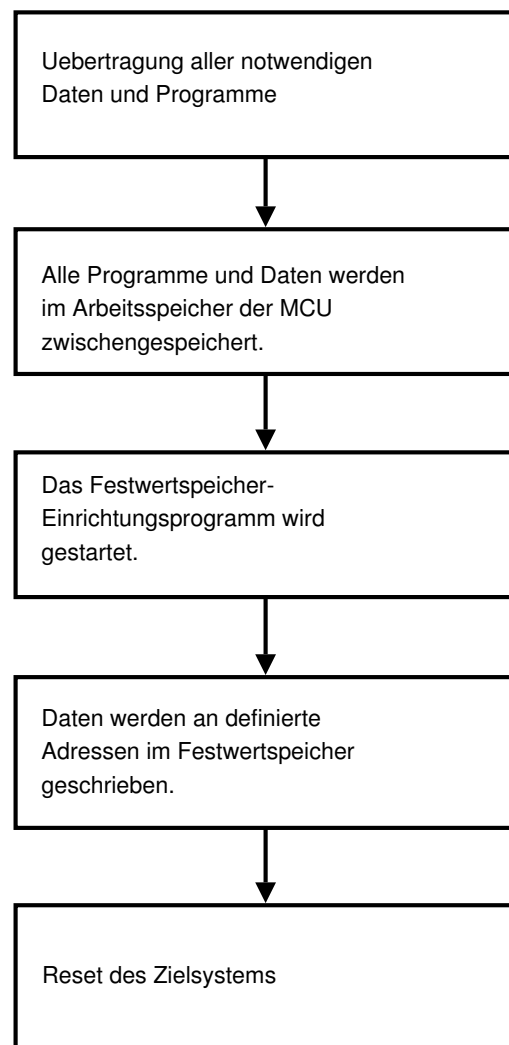 Uebertragung aller notwendigen
Daten und Programme
Alle Programme und Daten werden
im Arbeitsspeicher der MCU
zwischengespeichert.
Das Festwertspeicher-
Einrichtungsprogramm wird
gestartet.
Daten werden an definierte
Adressen im Festwertspeicher
geschrieben.
Reset des Zielsystems